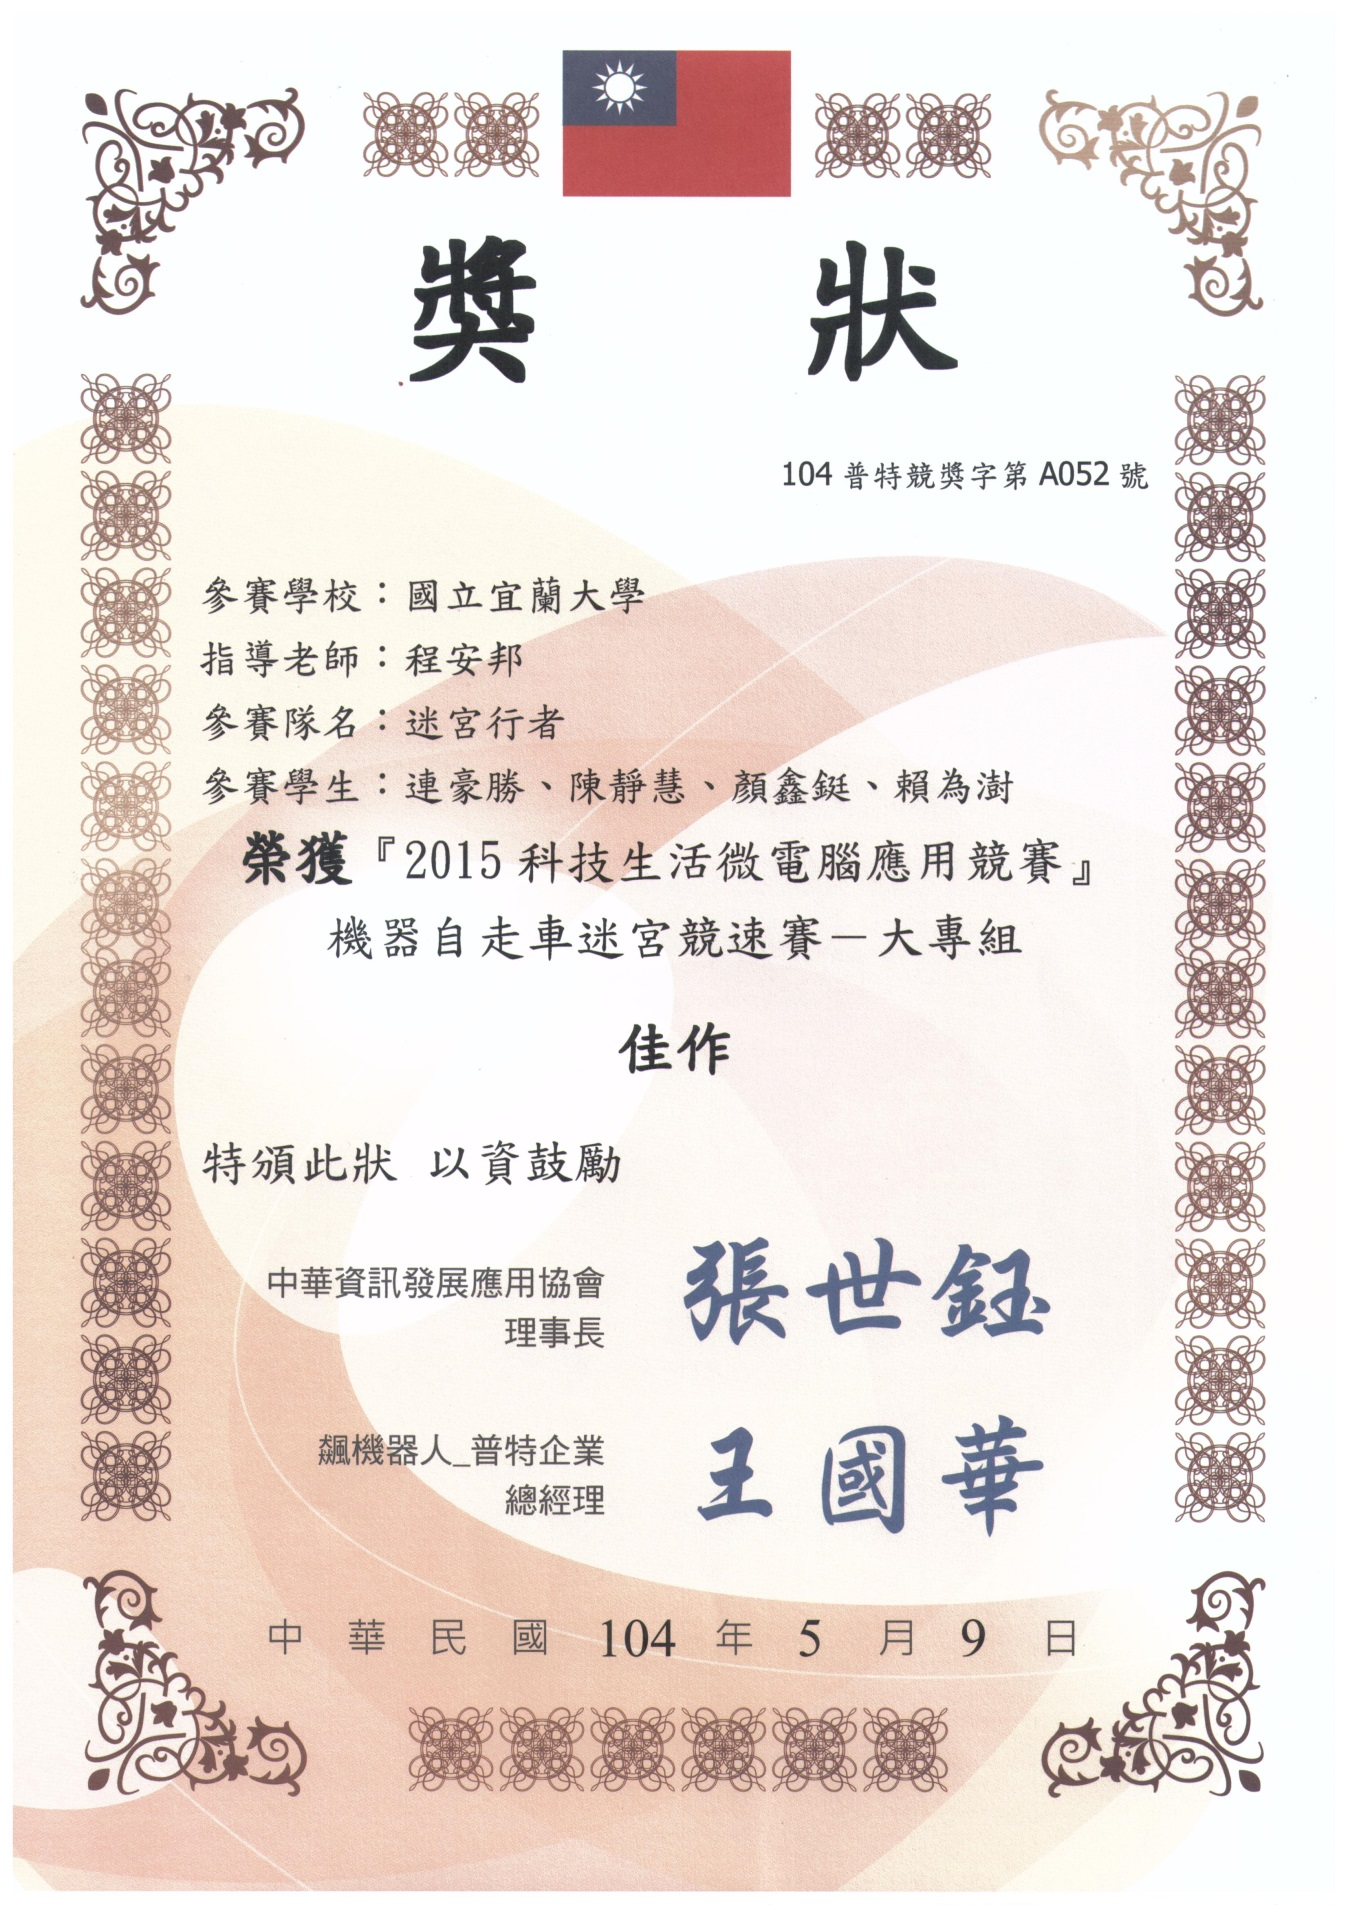 獎狀
104 普特競獎字第 A052 號
參賽學校：國立宜蘭大學
指導老師：程安邦
參賽隊名：迷宮行者
參賽學生：連豪勝、陳靜慧、顏鑫鋌、賴為澍
榮獲『2015 科技生活微電腦應用競賽』
機器自走車迷宮競速賽－大專組
佳作
特頒此狀 以資鼓勵
中華資訊發展應用協會
理事長
張世鈺
飆機器人_普特企業
總經理
王國華
中華民國 104 年 5 月 9 日